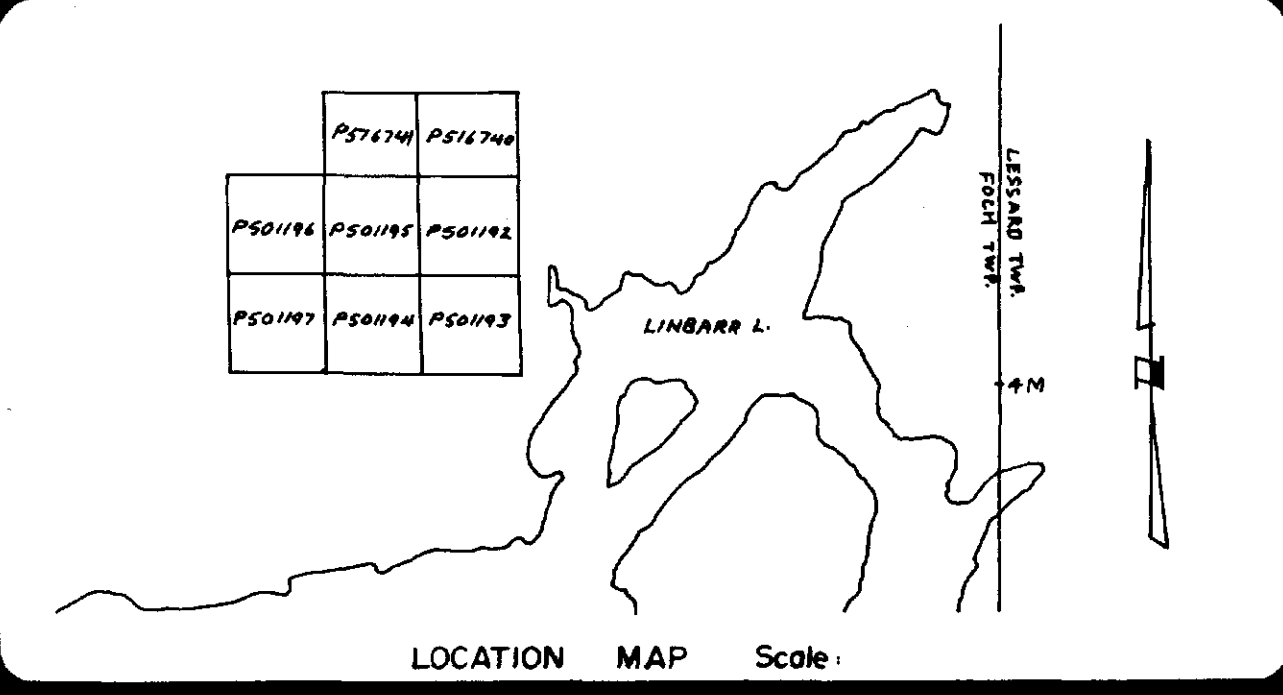 P576741 P516740
P501196 P501195 P501192
P501197 P501194 P501193
LINBARR L.
LESSARD TWP.
FOCH TWP.
4M
LOCATION MAP Scale: